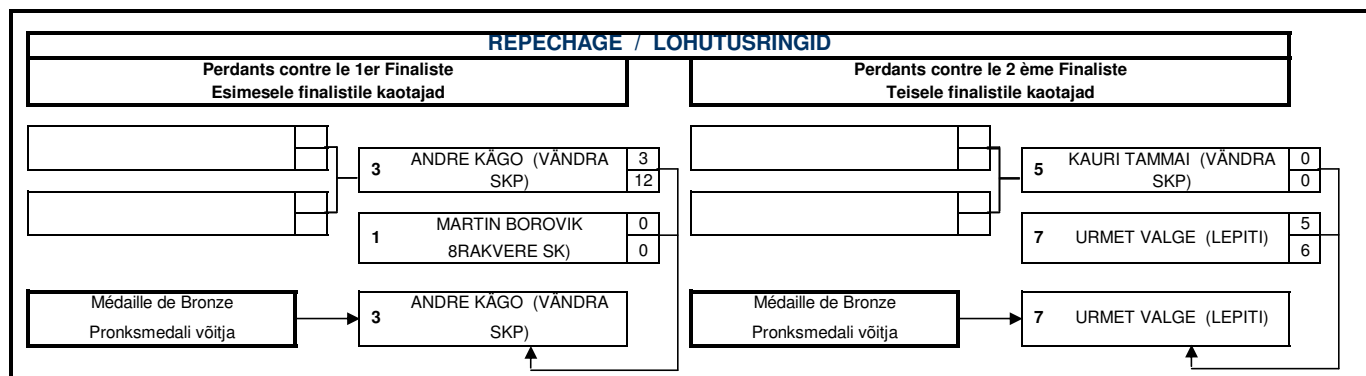 REPECHAGE / LOHUTUSRINGID
Perdants contre le 1er Finaliste
Esimesele finalistile kaotajad
Perdants contre le 2 ème Finaliste
Teisele finalistile kaotajad
3 ANDRE KÄGO (VÄNDRA 3
SKP) 12
1 MARTIN BOROVIK 0
8RAKVERE SK) 0
5 KAURI TAMMAI (VÄNDRA 0
SKP) 0
7 URMET VALGE (LEPITI) 5
6
Médaille de Bronze
Pronksmedali võitja
3 ANDRE KÄGO (VÄNDRA
SKP)
Médaille de Bronze
Pronksmedali võitja
7 URMET VALGE (LEPITI)